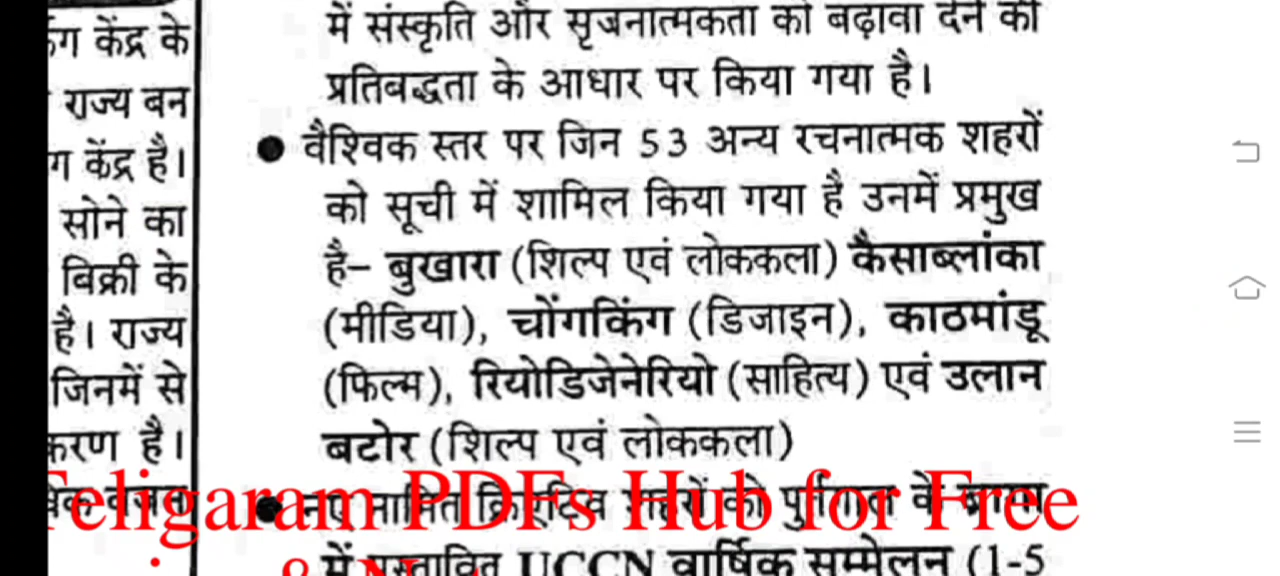 केंद्र के
राज्य बन
केंद्र है।
सोने का
बिक्री के
है। राज्य
जिनमें से
है।
में संस्कृति और सृजनात्मकता को बढ़ावा देने की
प्रतिबद्धता के आधार पर किया गया है।
● वैश्विक स्तर पर जिन 53 अन्य रचनात्मक शहरों
को सूची में शामिल किया गया है उनमें प्रमुख
है– बुखारा (शिल्प एवं लोककला) कैसाब्लांका
(मीडिया), चोंगकिंग (डिजाइन), काठमांडू
(फिल्म), रियोडिजेनेरियो (साहित्य) एवं उलान
बटोर (शिल्प एवं लोककला)
Teligaram PDFs Hub for Free
में प्रस्तावित UCCN वार्षिक सम्मेलन (1-5